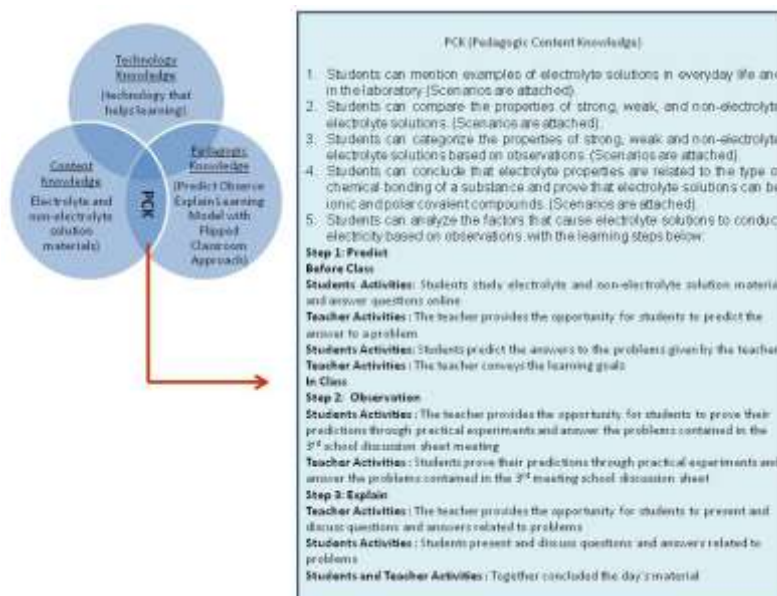 Technology
Knowledge
(technology that
helps learning)
Content
Knowledge
Electrolyte and
non-electrolyte
solution
materials)
PCK
Pedagogic
Knowledge
(Predict Observe
Explain Learning
Model with
Flipped
Classroom
Approach)
PCK (Pedagogic Content Knowledge)
1. Students can mention examples of electrolyte solutions in everyday life and
in the laboratory (Scenarios are attached).
2. Students can compare the properties of strong, weak, and non-electrolyte
electrolyte solutions. (Scenarios are attached).
3. Students can categorize the properties of strong, weak and non-electrolyte
electrolyte solutions based on observations. (Scenarios are attached)
4. Students can conclude that electrolyte properties are related to the type o
chemical bonding of a substance and prove that electrolyte solutions can be
ionic and polar covalent compounds. (Scenarios are attached).
5. Students can analyze the factors that cause electrolyte solutions to conduc
electricity based on observations. with the learning steps below:
Step 1: Predict
Before Class
Students Activities: Students study electrolyte and non-electrolyte solution material
and answer questions online
Teacher Activities : The teacher provides the opportunity for students to predict the
answer to a problem
Students Activities: Students predict the answers to the problems given by the teacher
Teacher Activities : The teacher conveys the learning goals
In Class
Step 2: Observation
Students Activities : The teacher provides the opportunity for students to prove their
predictions through practical experiments and answer the problems contained in the
3rd school discussion sheet meeting
Teacher Activities : Students prove their predictions through practical experiments and
answer the problems contained in the 3rd meeting school discussion sheet
Step 3: Explain
Teacher Activities : The teacher provides the opportunity for students to present and
discuss questions and answers related to problems
Students Activities : Students present and discuss questions and answers related to
problems
Students and Teacher Activities : Together concluded the day's material